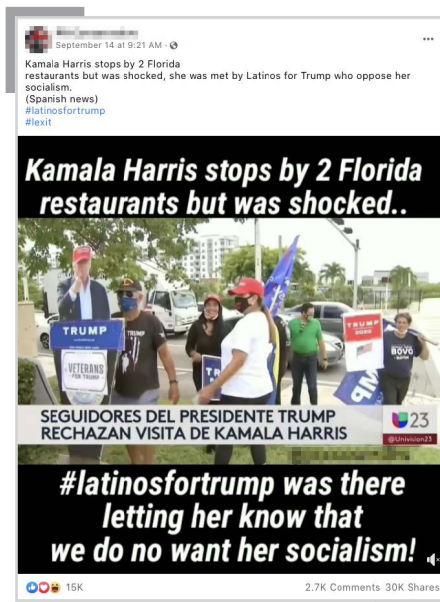 September 14 at 9:21 AM ·
Kamala Harris stops by 2 Florida
restaurants but was shocked, she was met by Latinos for Trump who oppose her
socialism.
(Spanish news)
#latinosfortrump
#lexit
Kamala Harris stops by 2 Florida
restaurants but was shocked..
TRUMP
VETERANS
FOR TRUMP
TRUMP
TR
TRUMP
2020
BOVO
SEGUIDORES DEL PRESIDENTE TRUMP
RECHAZAN VISITA DE KAMALA HARRIS
23
@Univision23
#latinosfortrump was there
letting her know that
we do no want her socialism!
15K
2.7K Comments 30K Shares